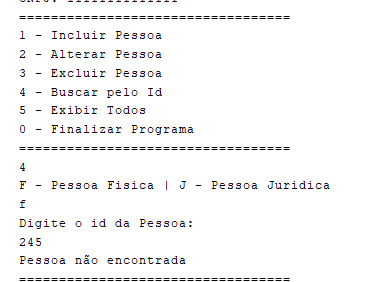 ==================================
1 - Incluir Pessoa
2 - Alterar Pessoa
3 - Excluir Pessoa
4 - Buscar pelo Id
5 - Exibir Todos
0 - Finalizar Programa
==================================
4
F - Pessoa Fisica | J - Pessoa Juridica
f
Digite o id da Pessoa:
245
Pessoa não encontrada
==================================